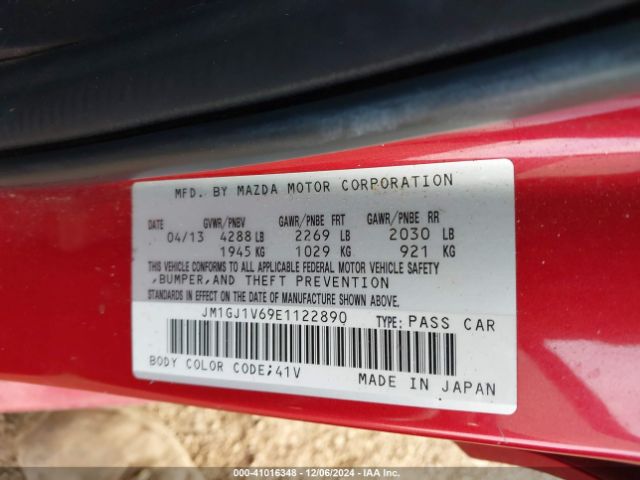 MFD. BY MAZDA MOTOR CORPORATION
DATE GVWR/PNBV GAWR/PNBE FRT GAWR/PNBE RR
04/13 4288 LB 2269 LB 2030 LB
1945 KG 1029 KG 921 KG
THIS VEHICLE CONFORMS TO ALL APPLICABLE FEDERAL MOTOR VEHICLE SAFETY
,BUMPER,AND THEFT PREVENTION
STANDARDS IN EFFECT ON THE DATE OF MANUFACTURE SHOWN ABOVE.
JM1GJ1V69E1122890 TYPE: PASS CAR
BODY COLOR CODE;41V MADE IN JAPAN
000-41016348 - 12/06/2024 - IAA Inc.